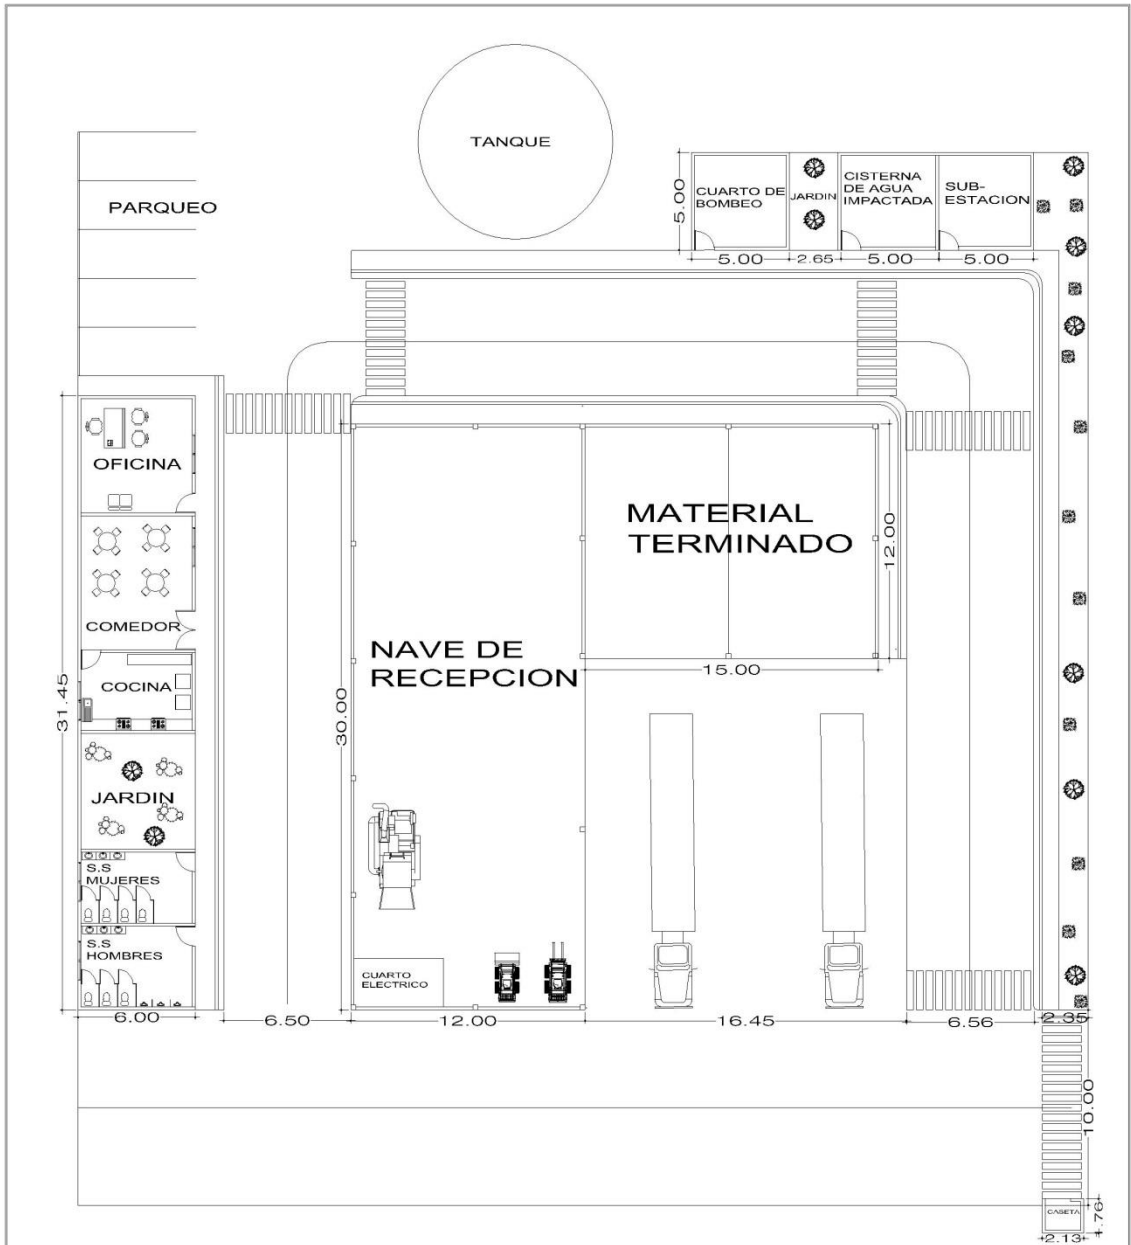 TANQUE
PARQUEO
5.00
CUARTO DE
BOMBEO
JARDIN
CISTERNA
DE AGUA
IMPACTADA
SUB-
ESTACION
5.00
2.65
5.00
5.00
OFICINA
COMEDOR
COCINA
JARDIN
S.S
MUJERES
S.S
HOMBRES
31.45
6.00
MATERIAL
TERMINADO
12.00
15.00
NAVE DE
RECEPCION
30.00
CUARTO
ELECTRICO
6.50
12.00
16.45
6.56
2.35
10.00
CASETA
1.76
2.13